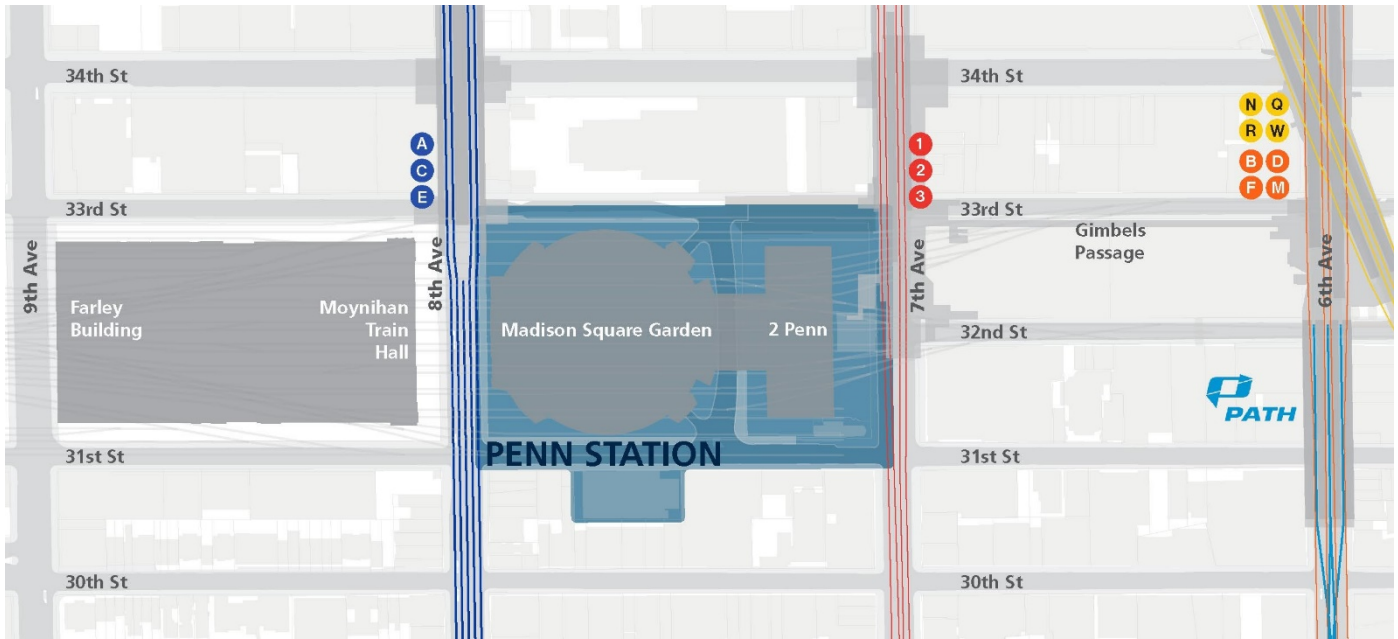 34th St
34th St
N Q
R W
B D
F M
A
C
E
1
2
3
33rd St
33rd St
Gimbels
Passage
9th Ave
8th Ave
7th Ave
6th Ave
Farley
Building
Moynihan
Train
Hall
Madison Square Garden
2 Penn
32nd St
PATH
PENN STATION
31st St
31st St
30th St
30th St